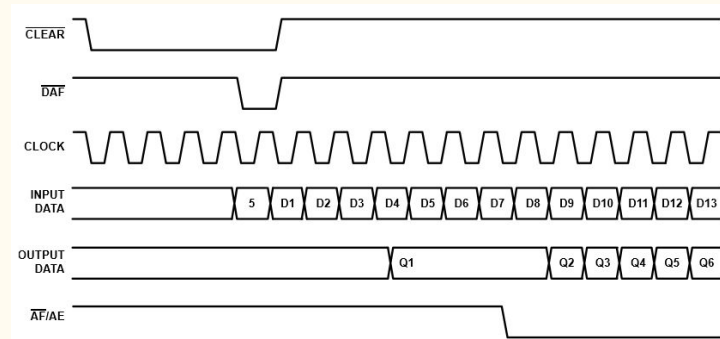 CLEAR
DAF
CLOCK
INPUT DATA
5 D1 D2 D3 D4 D5 D6 D7 D8 D9 D10 D11 D12 D13
OUTPUT DATA
Q1 Q2 Q3 Q4 Q5 Q6
AF/AE